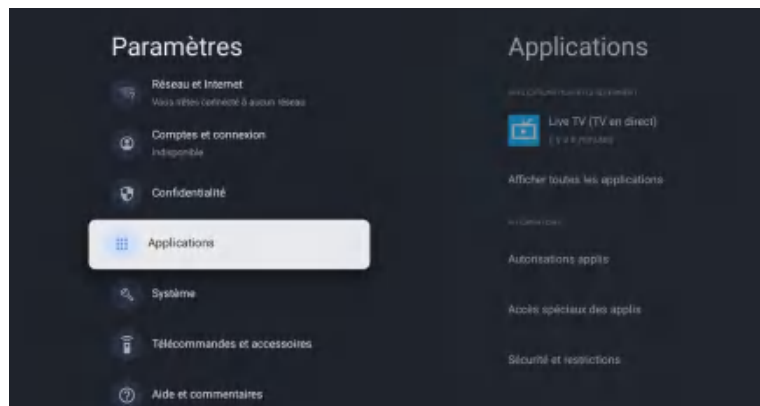 Paramètres
Réseau et Internet
Vous n'êtes connecté à aucun réseau
Comptes et connexion
Indisponible
Confidentialité
Applications
Système
Télécommandes et accessoires
Aide et commentaires
Applications
Live TV (TV en direct)
Afficher toutes les applications
Autorisations applis
Accès spéciaux des applis
Sécurité et restrictions